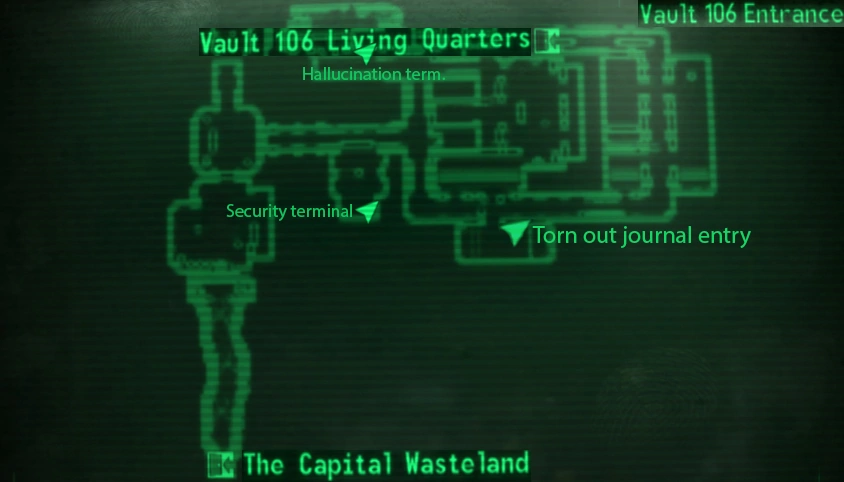 Vault 106 Entrance
Vault 106 Living Quarters
Hallucination term.
Security terminal
Torn out journal entry
The Capital Wasteland